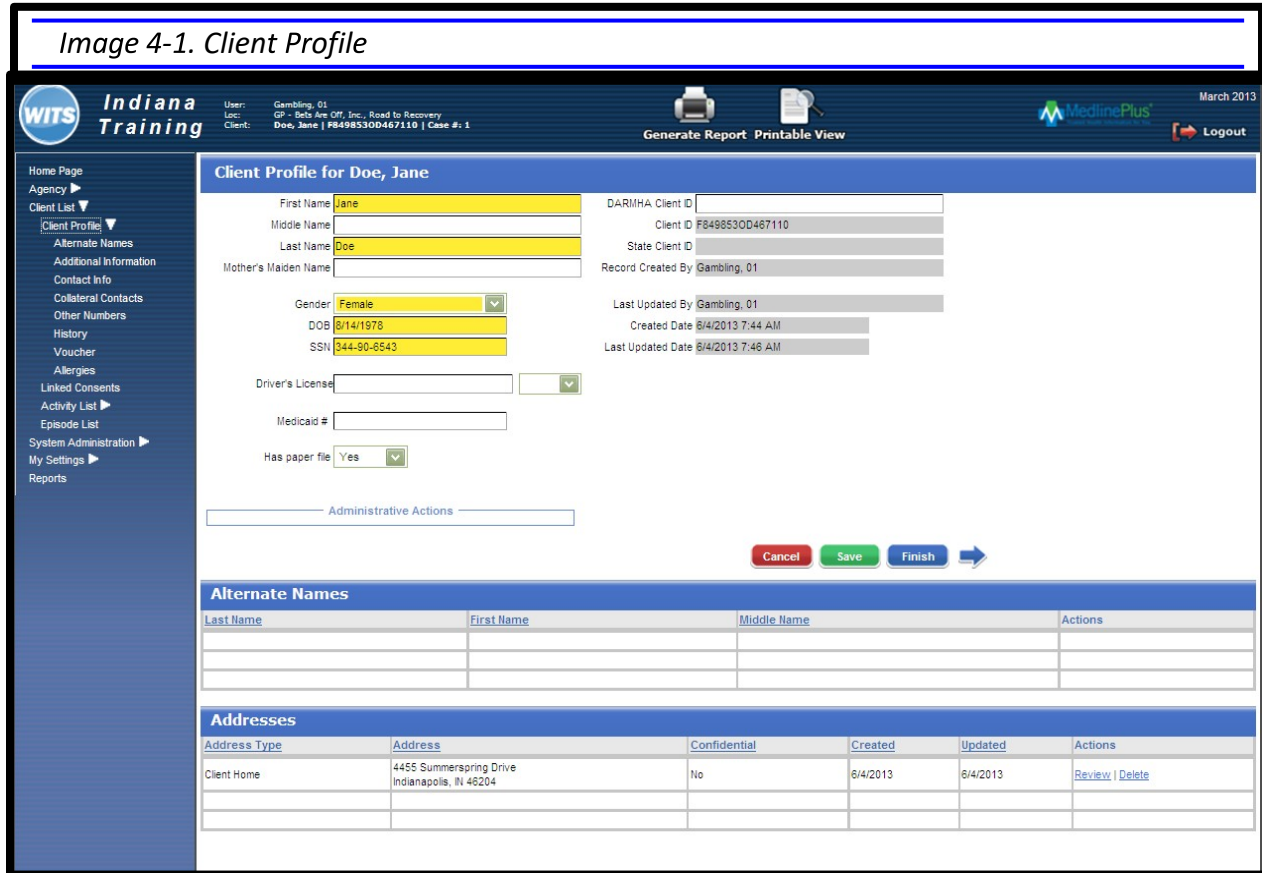 Image 4-1. Client Profile
WITS
Indiana
Training
User: Gambling, 01
Loc: GP - Bets Are Off, Inc., Road to Recovery
Client: Doe, Jane | F849853OD467110 | Case #: 1
Generate Report Printable View
MedlinePlus
March 2013
Logout
Home Page
Agency
Client List
Client Profile
Alternate Names
Additional Information
Contact Info
Collateral Contacts
Other Numbers
History
Voucher
Allergies
Linked Consents
Activity List
Episode List
System Administration
My Settings
Reports
Client Profile for Doe, Jane
First Name Jane
Middle Name
Last Name Doe
Mother's Maiden Name
Gender Female
DOB 8/14/1978
SSN 344-90-6543
Driver's License
Medicaid #
Has paper file Yes
DARMHA Client ID
Client ID F849853OD467110
State Client ID
Record Created By Gambling, 01
Last Updated By Gambling, 01
Created Date 6/4/2013 7:44 AM
Last Updated Date 6/4/2013 7:46 AM
Administrative Actions
Cancel Save Finish
Alternate Names
Last Name First Name Middle Name Actions
Addresses
Address Type Address Confidential Created Updated Actions
Client Home 4455 Summerspring Drive No 6/4/2013 6/4/2013 Review | Delete
Indianapolis, IN 46204